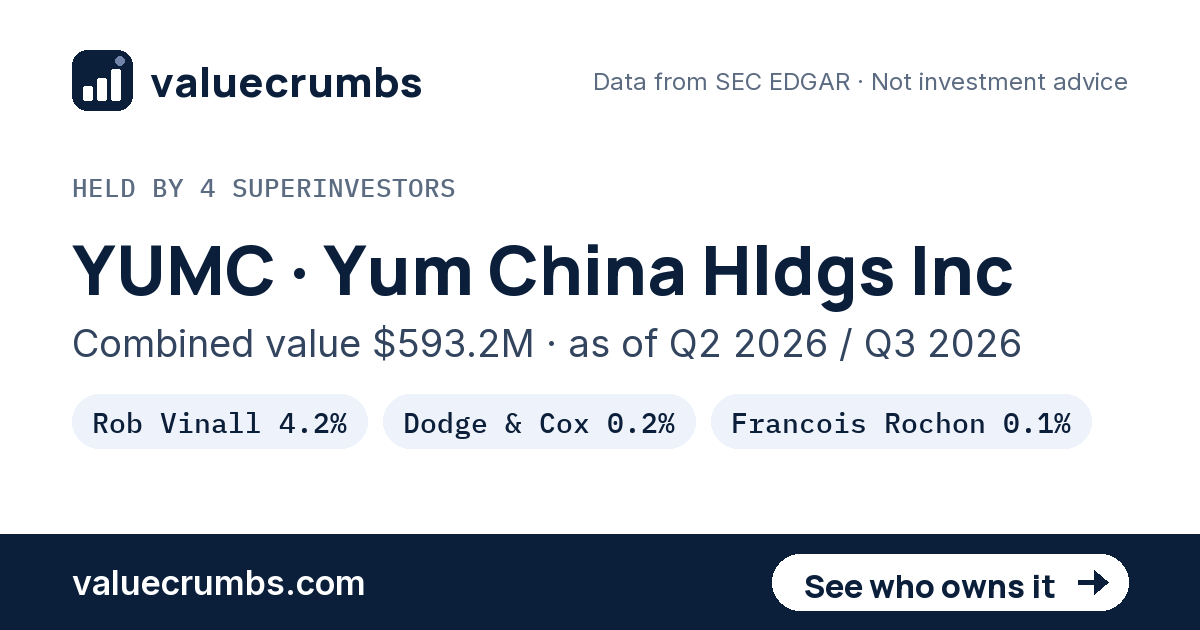 valuecrumbs
Data from SEC EDGAR · Not investment advice
HELD BY 4 SUPERINVESTORS
YUMC · Yum China Hldgs Inc
Combined value $593.2M · as of Q2 2026 / Q3 2026
Rob Vinall 4.2% Dodge & Cox 0.2% Francois Rochon 0.1%
valuecrumbs.com
See who owns it →